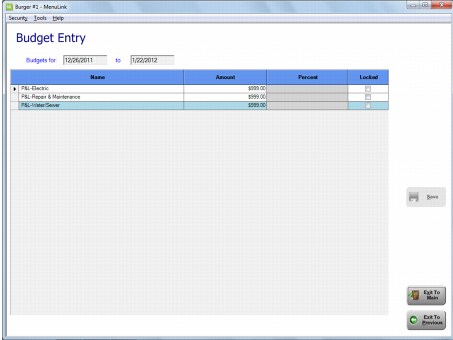 Burger #1 - MenuLink
Security Tools Help
Budget Entry
Budgets for 12/26/2011 to 1/22/2012
Name Amount Percent Locked
P&L-Electric $999.00
P&L-Repair & Maintenance $999.00
P&L-Water/Sewer $999.00
Save
Exit To
Main
Exit To
Previous